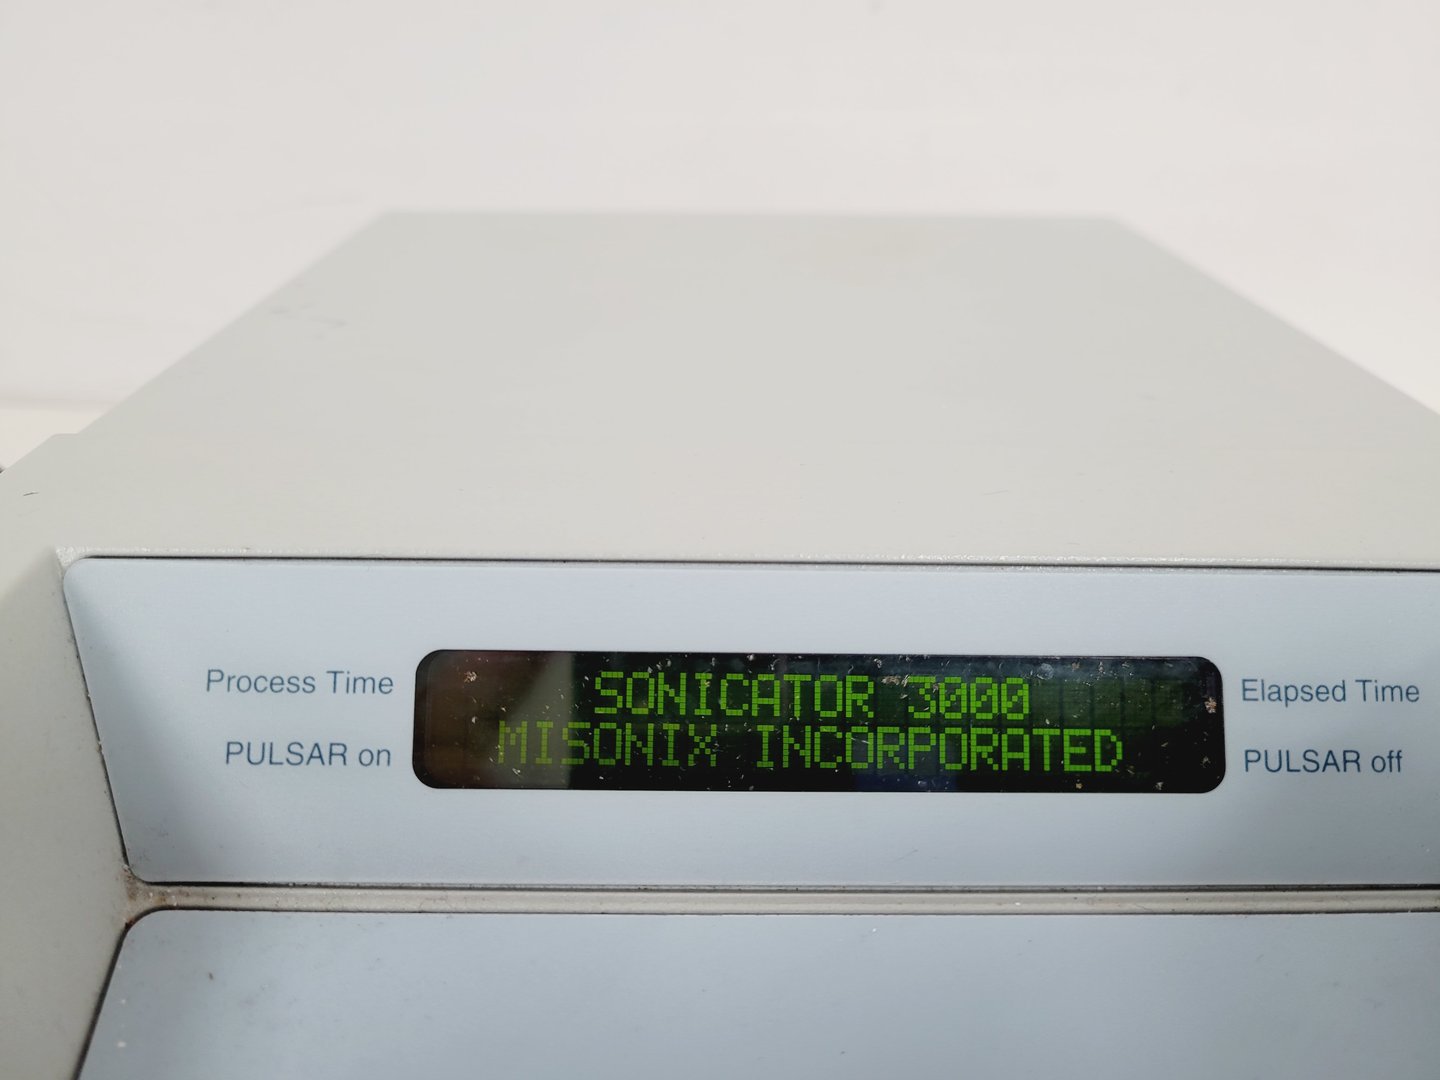 Process Time
SONICATOR 3000
Elapsed Time
PULSAR on
MISONIX INCORPORATED
PULSAR off